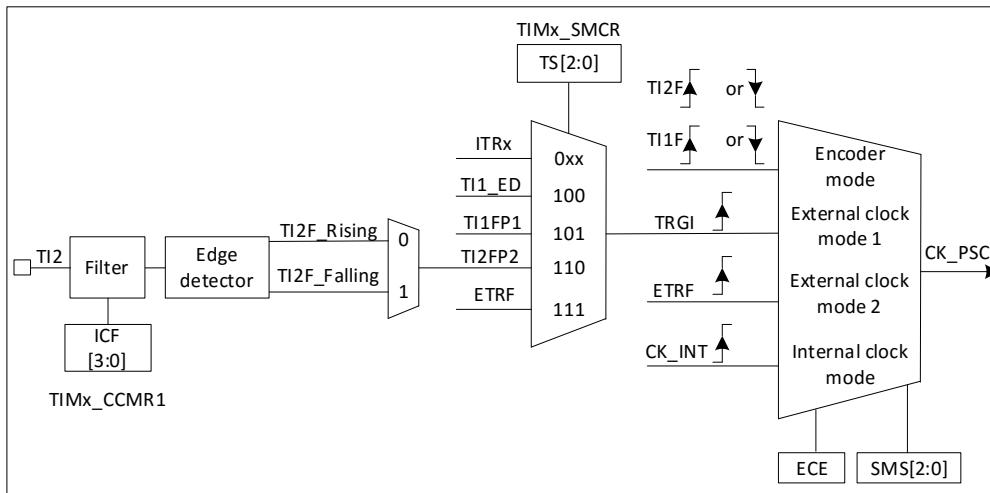 TIMx_SMCR
TS[2:0]
TI2F or
TI1F or
ITRx
0xx
Encoder
mode
TI1_ED
100
TI1FP1
101
TRGI
External clock
mode 1
TI2
Filter
Edge
detector
TI2F_Rising
0
TI2F_Falling
1
TI2FP2
110
CK_PSC
ETRF
111
ETRF
External clock
mode 2
ICF
[3:0]
CK_INT
Internal clock
mode
TIMx_CCMR1
ECE
SMS[2:0]